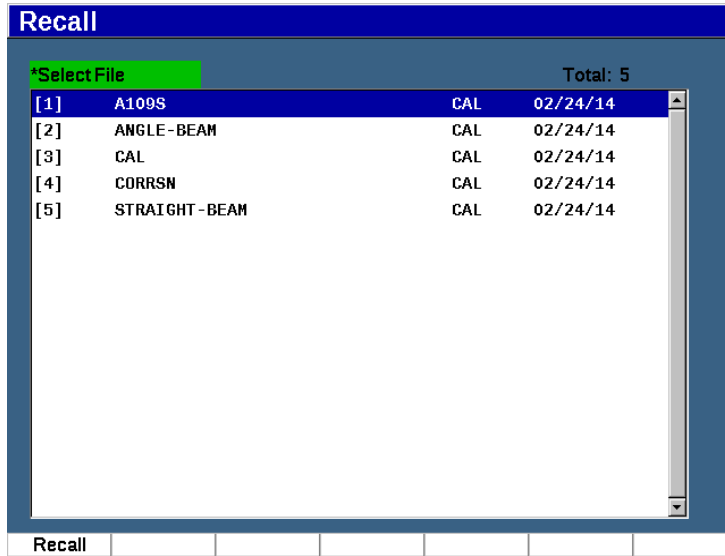 Recall
*Select File Total: 5
[1] A109S CAL 02/24/14
[2] ANGLE-BEAM CAL 02/24/14
[3] CAL CAL 02/24/14
[4] CORRSN CAL 02/24/14
[5] STRAIGHT-BEAM CAL 02/24/14
Recall